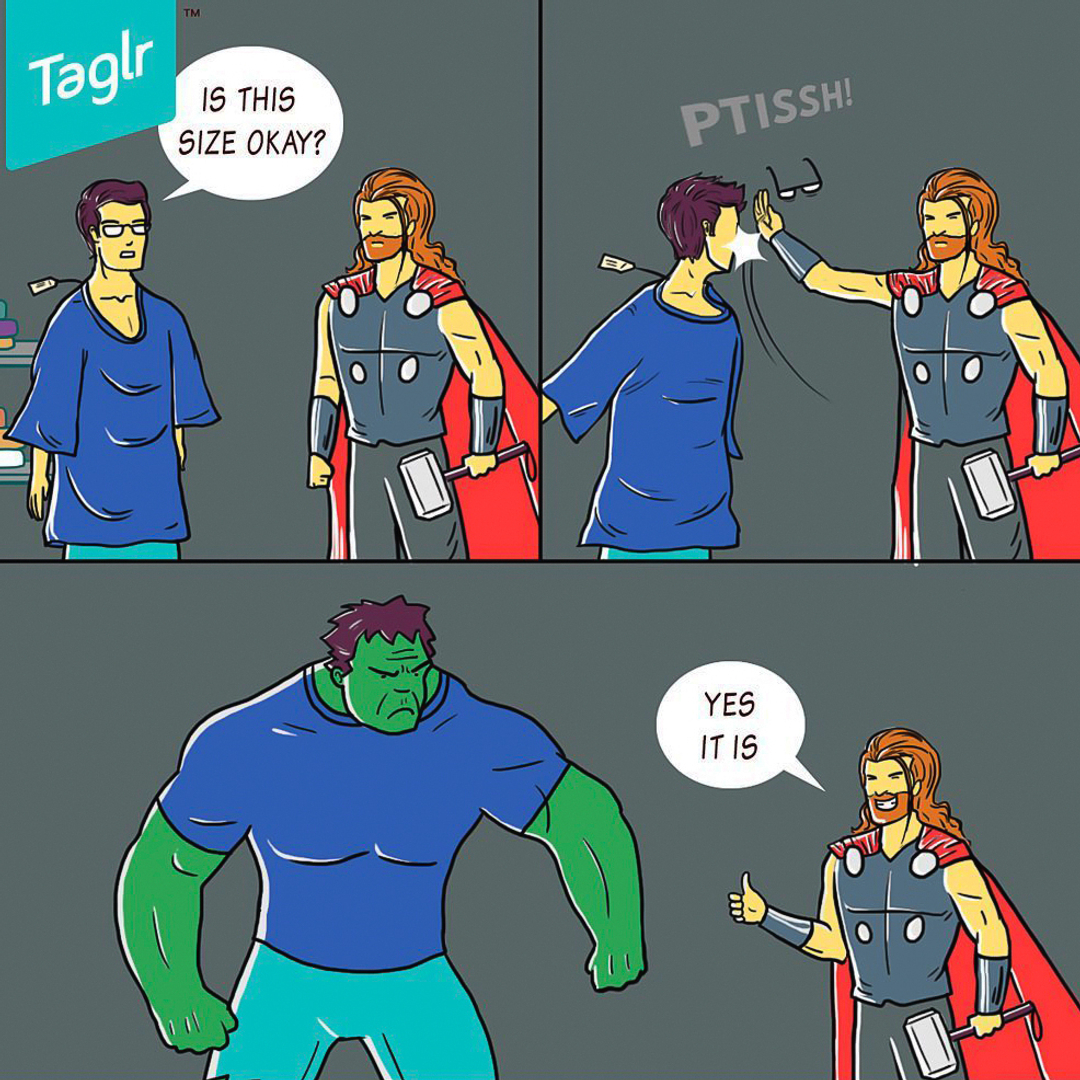 Taglr
TM
IS THIS
SIZE OKAY?
PTISSH!
YES
IT IS